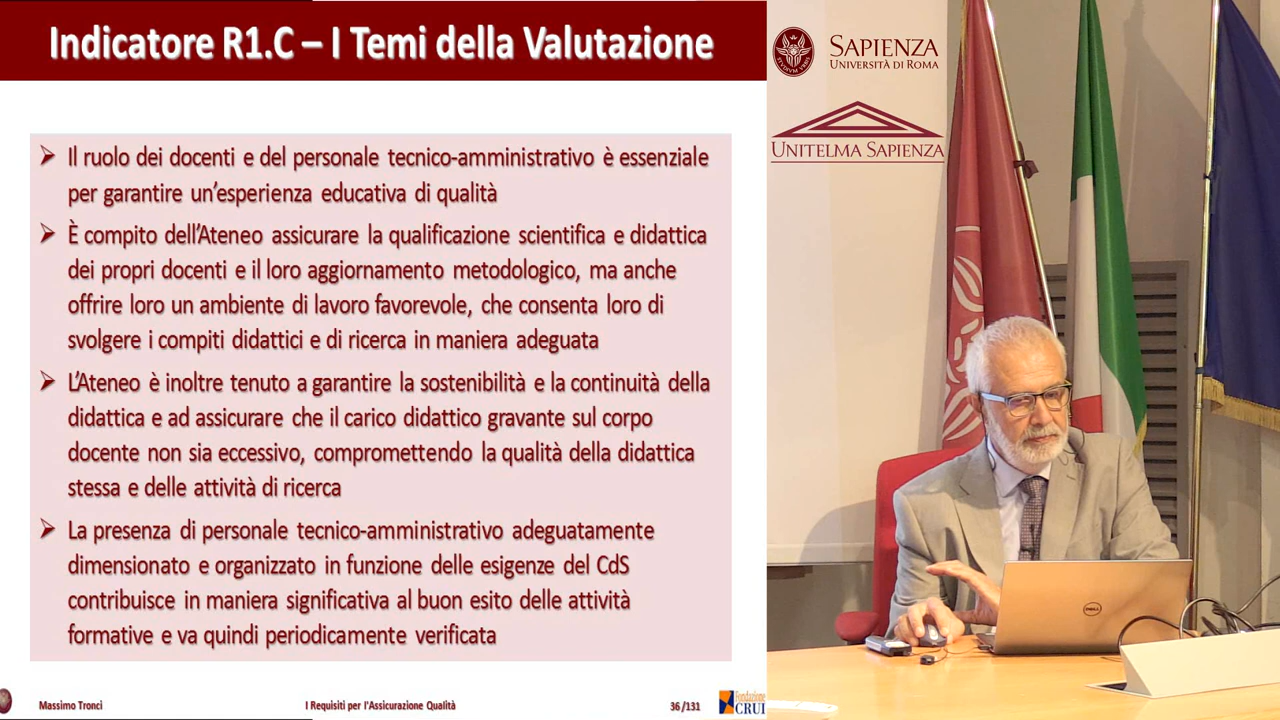 Indicatore R1.C – I Temi della Valutazione
➢ Il ruolo dei docenti e del personale tecnico-amministrativo è essenziale
per garantire un'esperienza educativa di qualità
➢ È compito dell'Ateneo assicurare la qualificazione scientifica e didattica
dei propri docenti e il loro aggiornamento metodologico, ma anche
offrire loro un ambiente di lavoro favorevole, che consenta loro di
svolgere i compiti didattici e di ricerca in maniera adeguata
➢ L'Ateneo è inoltre tenuto a garantire la sostenibilità e la continuità della
didattica e ad assicurare che il carico didattico gravante sul corpo
docente non sia eccessivo, compromettendo la qualità della didattica
stessa e delle attività di ricerca
➢ La presenza di personale tecnico-amministrativo adeguatamente
dimensionato e organizzato in funzione delle esigenze del CdS
contribuisce in maniera significativa al buon esito delle attività
formative e va quindi periodicamente verificata
Massimo Tronci
I Requisiti per l'Assicurazione Qualità
36 /131
Fondazione
CRUI
SAPIENZA
UNIVERSITÀ DI ROMA
UNITELMA SAPIENZA
DELL